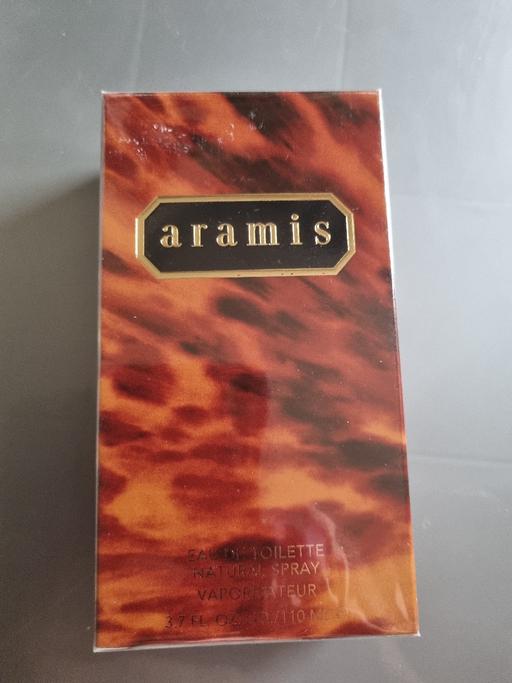 aramis
EAU DE TOILETTE
NATURAL SPRAY
VAPORISATEUR
3.7 FL. OZ. /110 ML